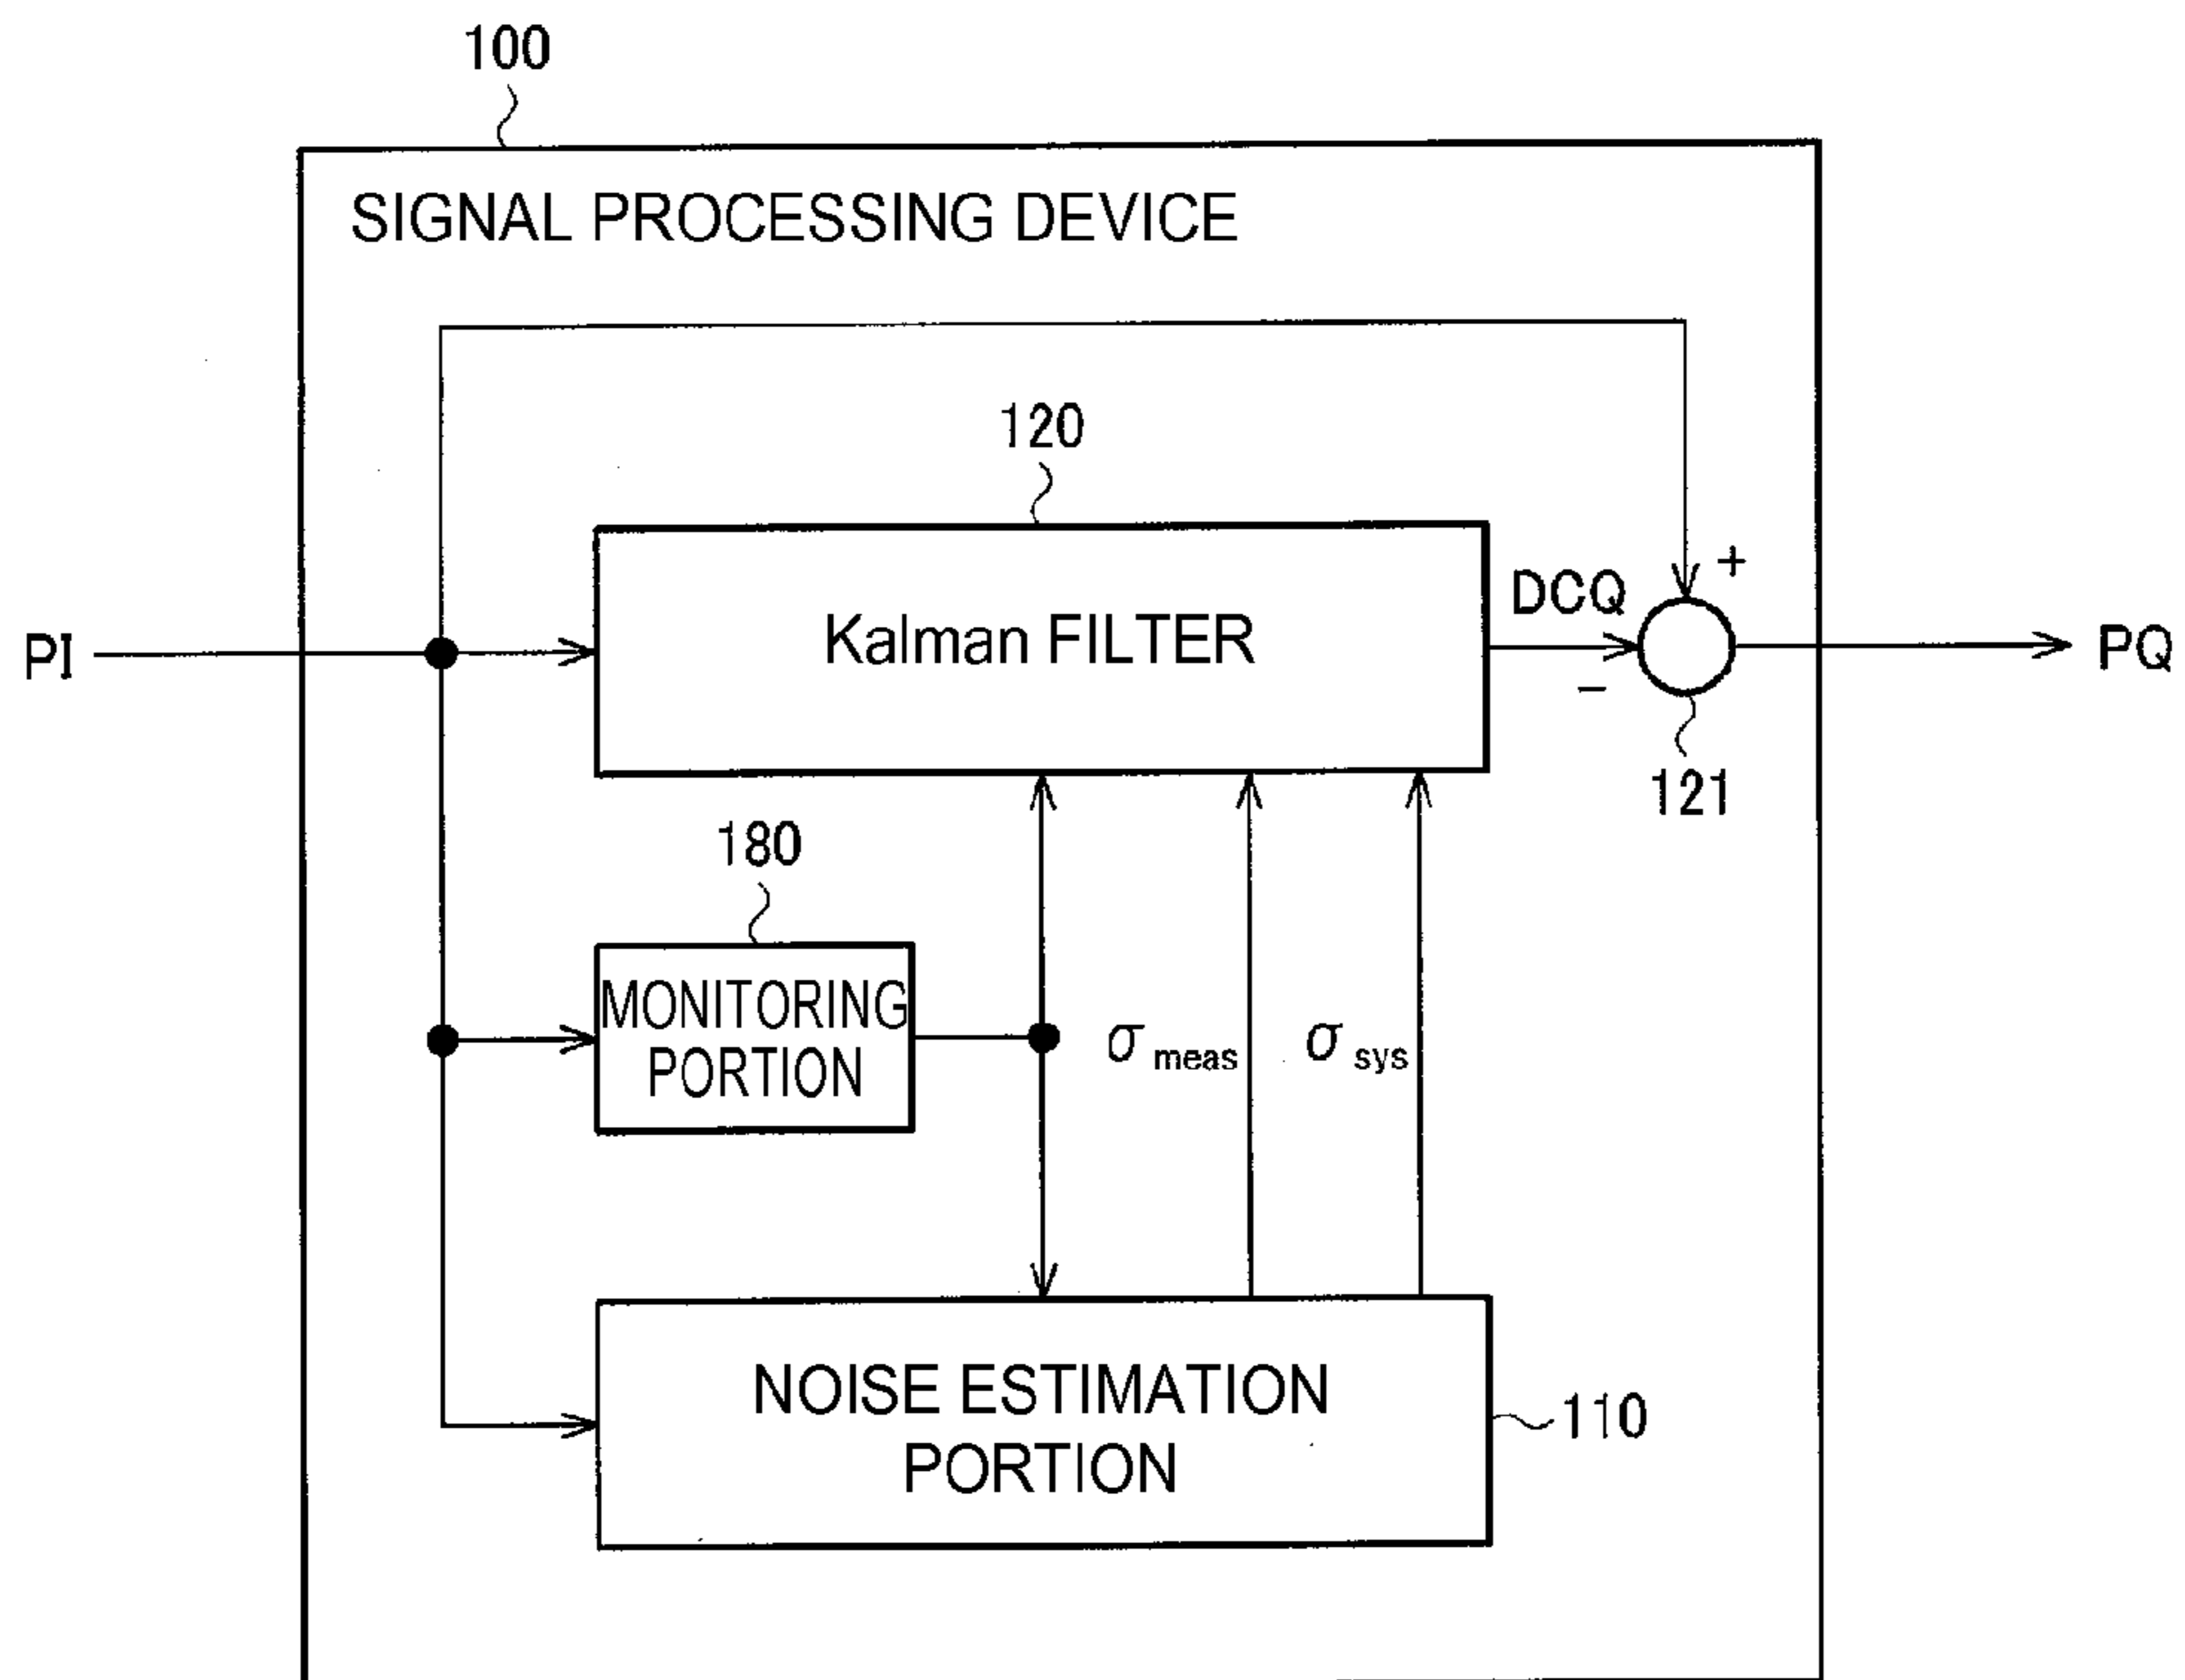 100
SIGNAL PROCESSING DEVICE
120
Kalman FILTER
DCQ
+
PI
PQ
−
121
180
MONITORING
PORTION
σ meas
σ sys
NOISE ESTIMATION
PORTION
110